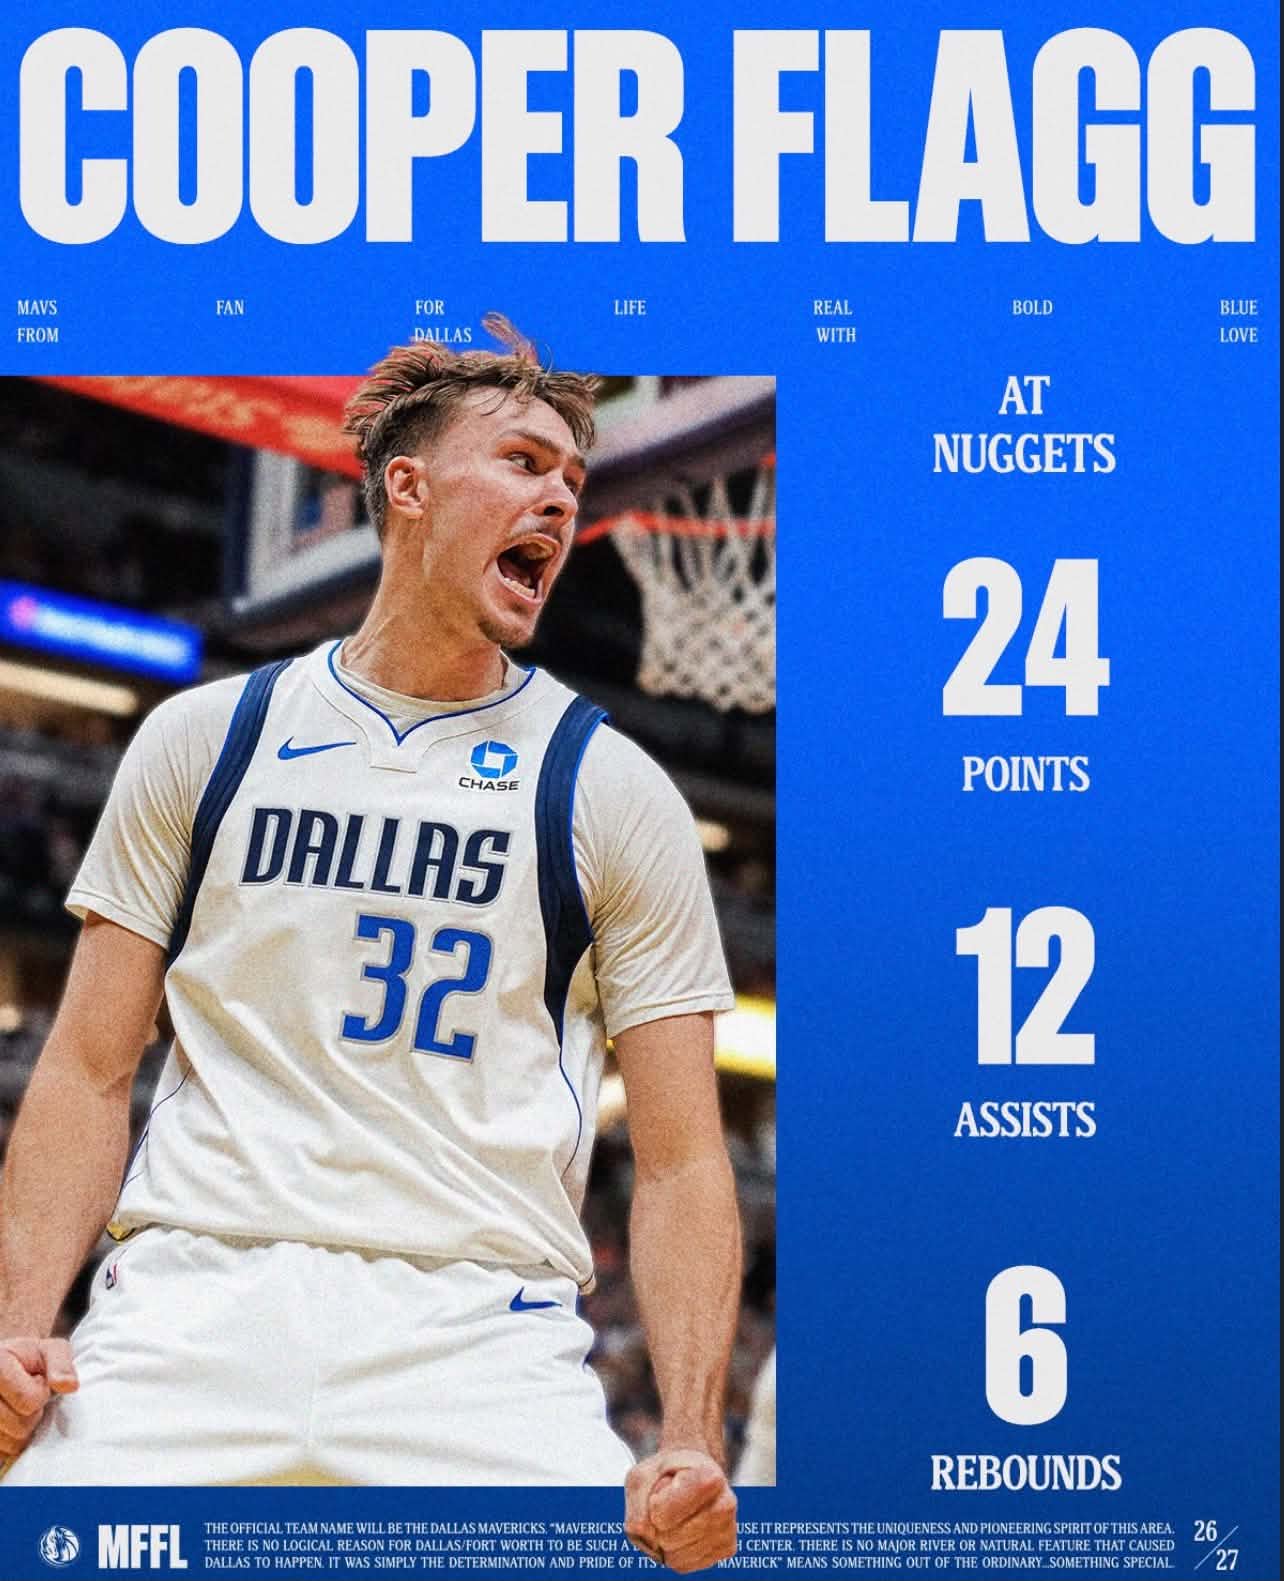 COOPER FLAGG
MAVS FAN FOR LIFE REAL BOLD BLUE
FROM DALLAS WITH LOVE
AT
NUGGETS
24
POINTS
12
ASSISTS
6
REBOUNDS
CHASE
DALLAS
32
MFFL
THE OFFICIAL TEAM NAME WILL BE THE DALLAS MAVERICKS. "MAVERICKS USE IT REPRESENTS THE UNIQUENESS AND PIONEERING SPIRIT OF THIS AREA.
THERE IS NO LOGICAL REASON FOR DALLAS/FORT WORTH TO BE SUCH A CENTER. THERE IS NO MAJOR RIVER OR NATURAL FEATURE THAT CAUSED
DALLAS TO HAPPEN. IT WAS SIMPLY THE DETERMINATION AND PRIDE OF ITS MAVERICK" MEANS SOMETHING OUT OF THE ORDINARY...SOMETHING SPECIAL.
26/27